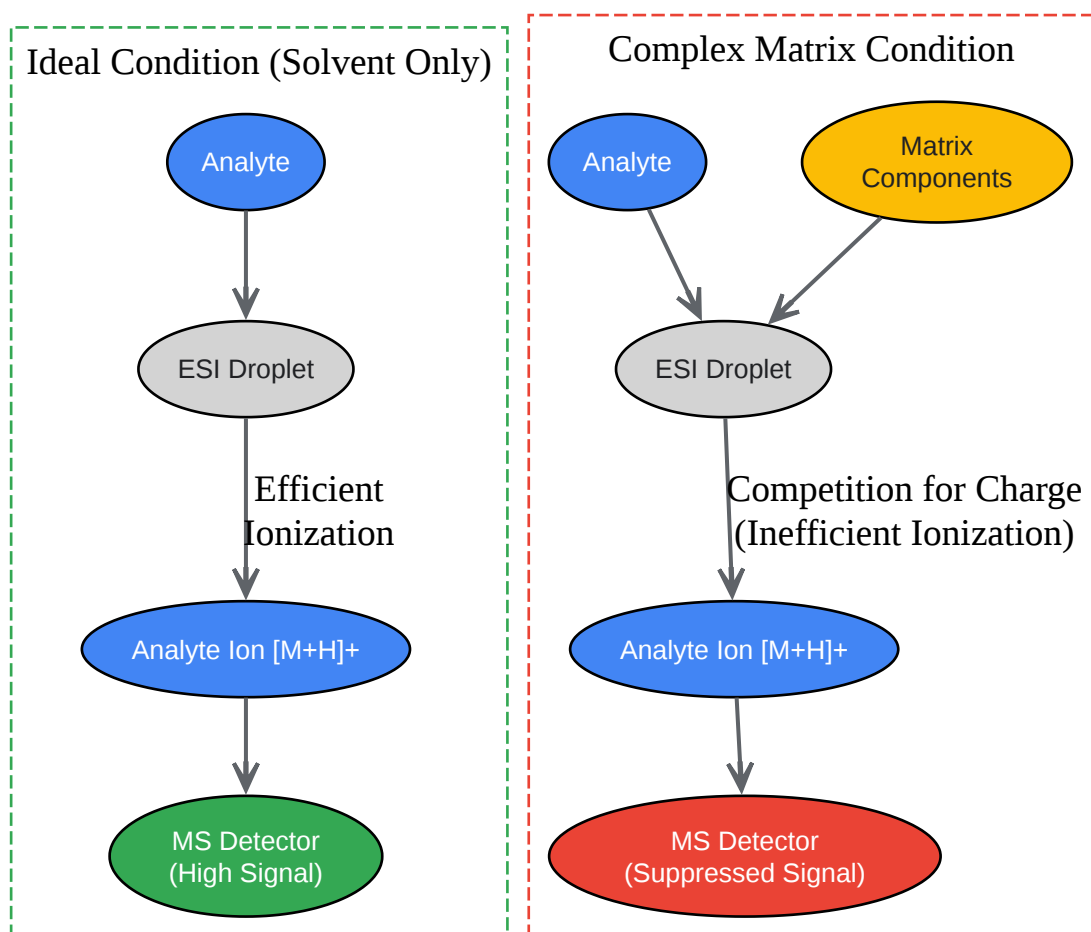 Ideal Condition (Solvent Only)
Analyte
ESI Droplet
Efficient
Ionization
Analyte Ion [M+H]+
MS Detector
(High Signal)
Complex Matrix Condition
Analyte
Matrix
Components
ESI Droplet
Competition for Charge
(Inefficient Ionization)
Analyte Ion [M+H]+
MS Detector
(Suppressed Signal)